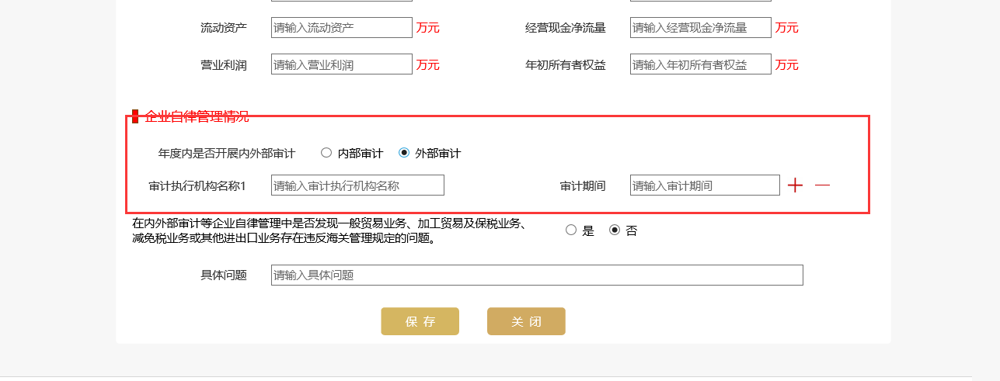 流动资产 请输入流动资产 万元 经营现金净流量 请输入经营现金净流量 万元
营业利润 请输入营业利润 万元 年初所有者权益 请输入年初所有者权益 万元
企业自律管理情况
年度内是否开展内外部审计 内部审计 外部审计
审计执行机构名称1 请输入审计执行机构名称 审计期间 请输入审计期间
在内外部审计等企业自律管理中是否发现一般贸易业务、加工贸易及保税业务、
减免税业务或其他进出口业务存在违反海关管理规定的问题。 是 否
具体问题 请输入具体问题
保 存 关 闭